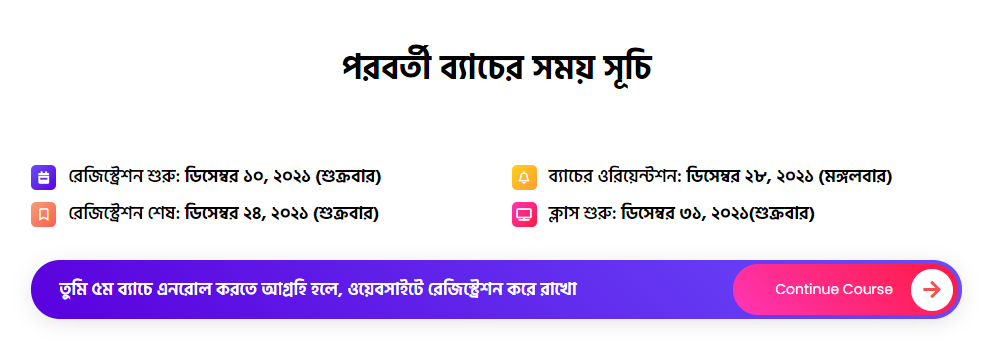 পরবর্তী ব্যাচের সময় সূচি
রেজিস্ট্রেশন শুরু: ডিসেম্বর ১০, ২০২১ (শুক্রবার)
ব্যাচের ওরিয়েন্টশন: ডিসেম্বর ২৮, ২০২১ (মঙ্গলবার)
রেজিস্ট্রেশন শেষ: ডিসেম্বর ২৪, ২০২১ (শুক্রবার)
ক্লাস শুরু: ডিসেম্বর ৩১, ২০২১(শুক্রবার)
তুমি ৫ম ব্যাচে এনরোল করতে আগ্রহি হলে, ওয়েবসাইটে রেজিস্ট্রেশন করে রাখো
Continue Course